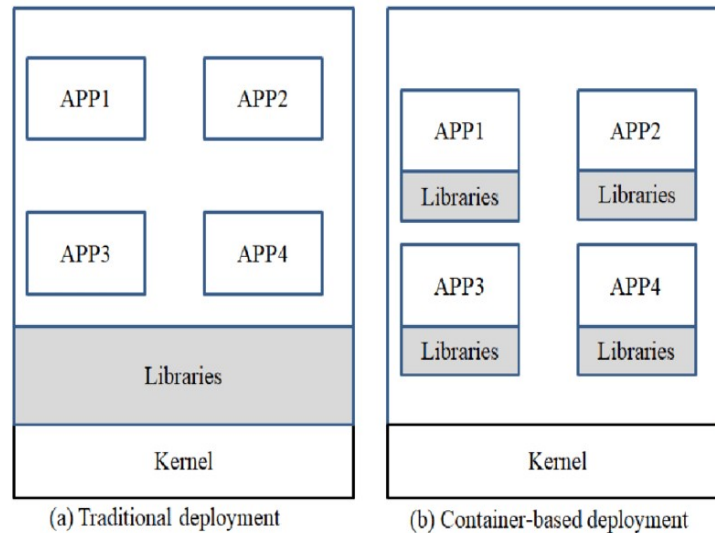 APP1
APP2
APP3
APP4
Libraries
Kernel
(a) Traditional deployment
APP1
Libraries
APP2
Libraries
APP3
Libraries
APP4
Libraries
Kernel
(b) Container-based deployment